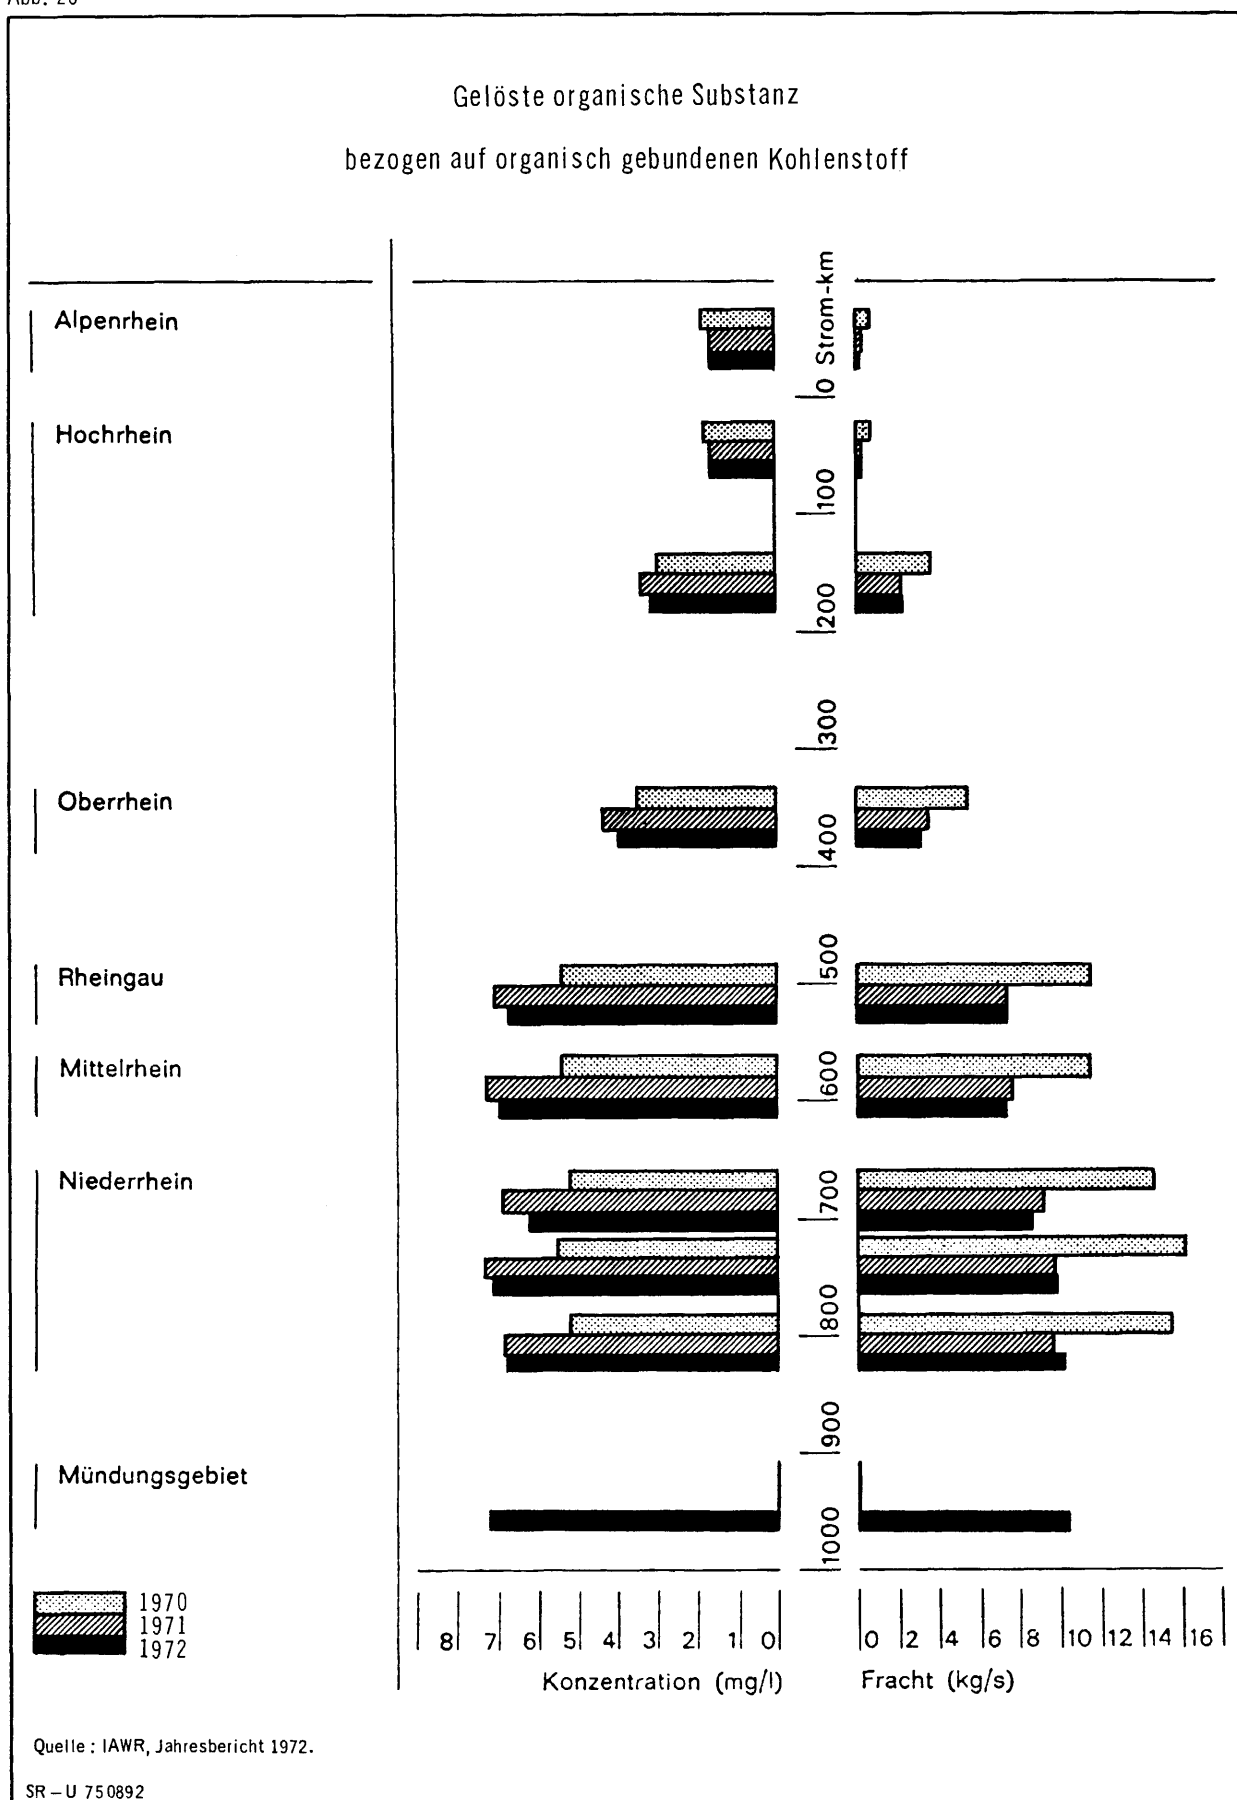 Abb. 20
Gelöste organische Substanz
bezogen auf organisch gebundenen Kohlenstoff
Strom-km
Alpenrhein
0
Hochrhein
100
200
300
Oberrhein
400
Rheingau
500
Mittelrhein
600
Niederrhein
700
800
900
Mündungsgebiet
1000
1970
1971
1972
8 7 6 5 4 3 2 1 0
0 2 4 6 8 10 12 14 16
Konzentration (mg/l)
Fracht (kg/s)
Quelle : IAWR, Jahresbericht 1972.
SR – U 750892